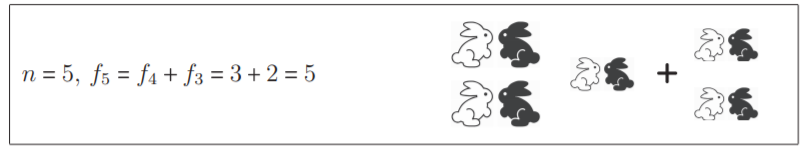 n = 5, f₅ = f₄ + f₃ = 3 + 2 = 5 +